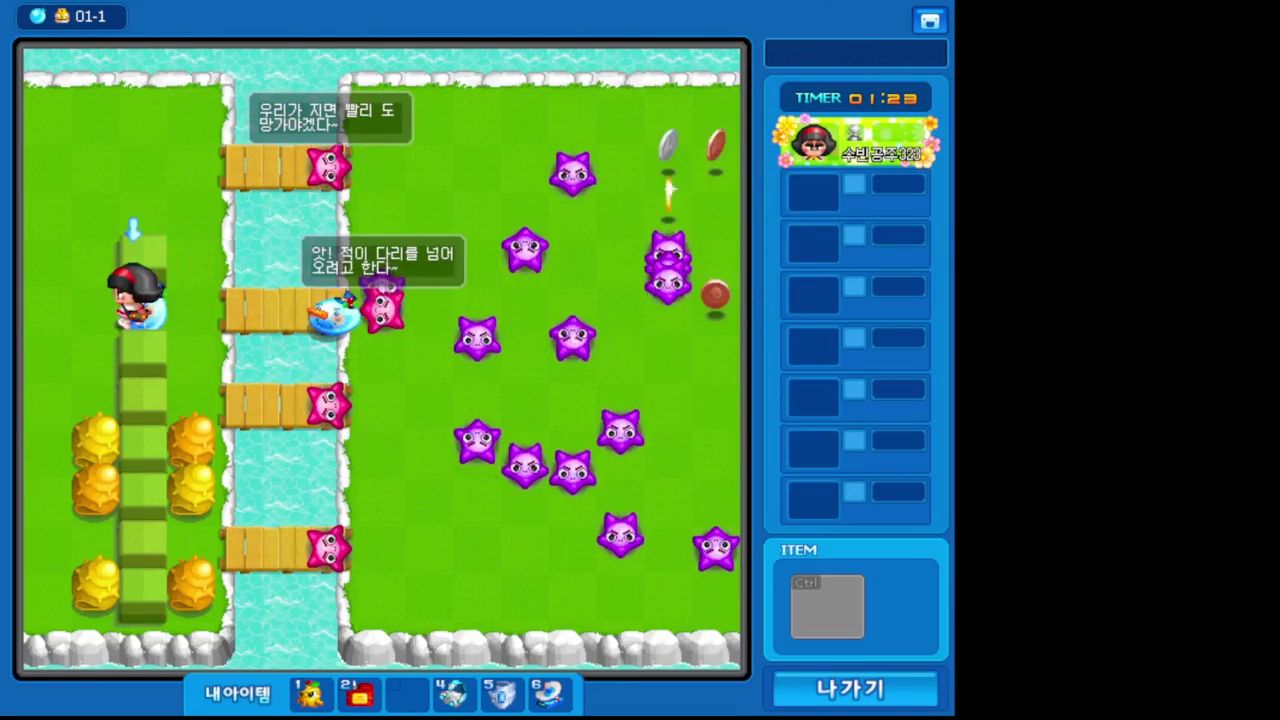 01-1
우리가 지면 빨리 도
망가야겠다~
TIMER 01:23
수빈공주023
앗! 적이 다리를 넘어
오려고 한다~
ITEM
Ctrl
내아이템
1
2
4
5
6
나가기